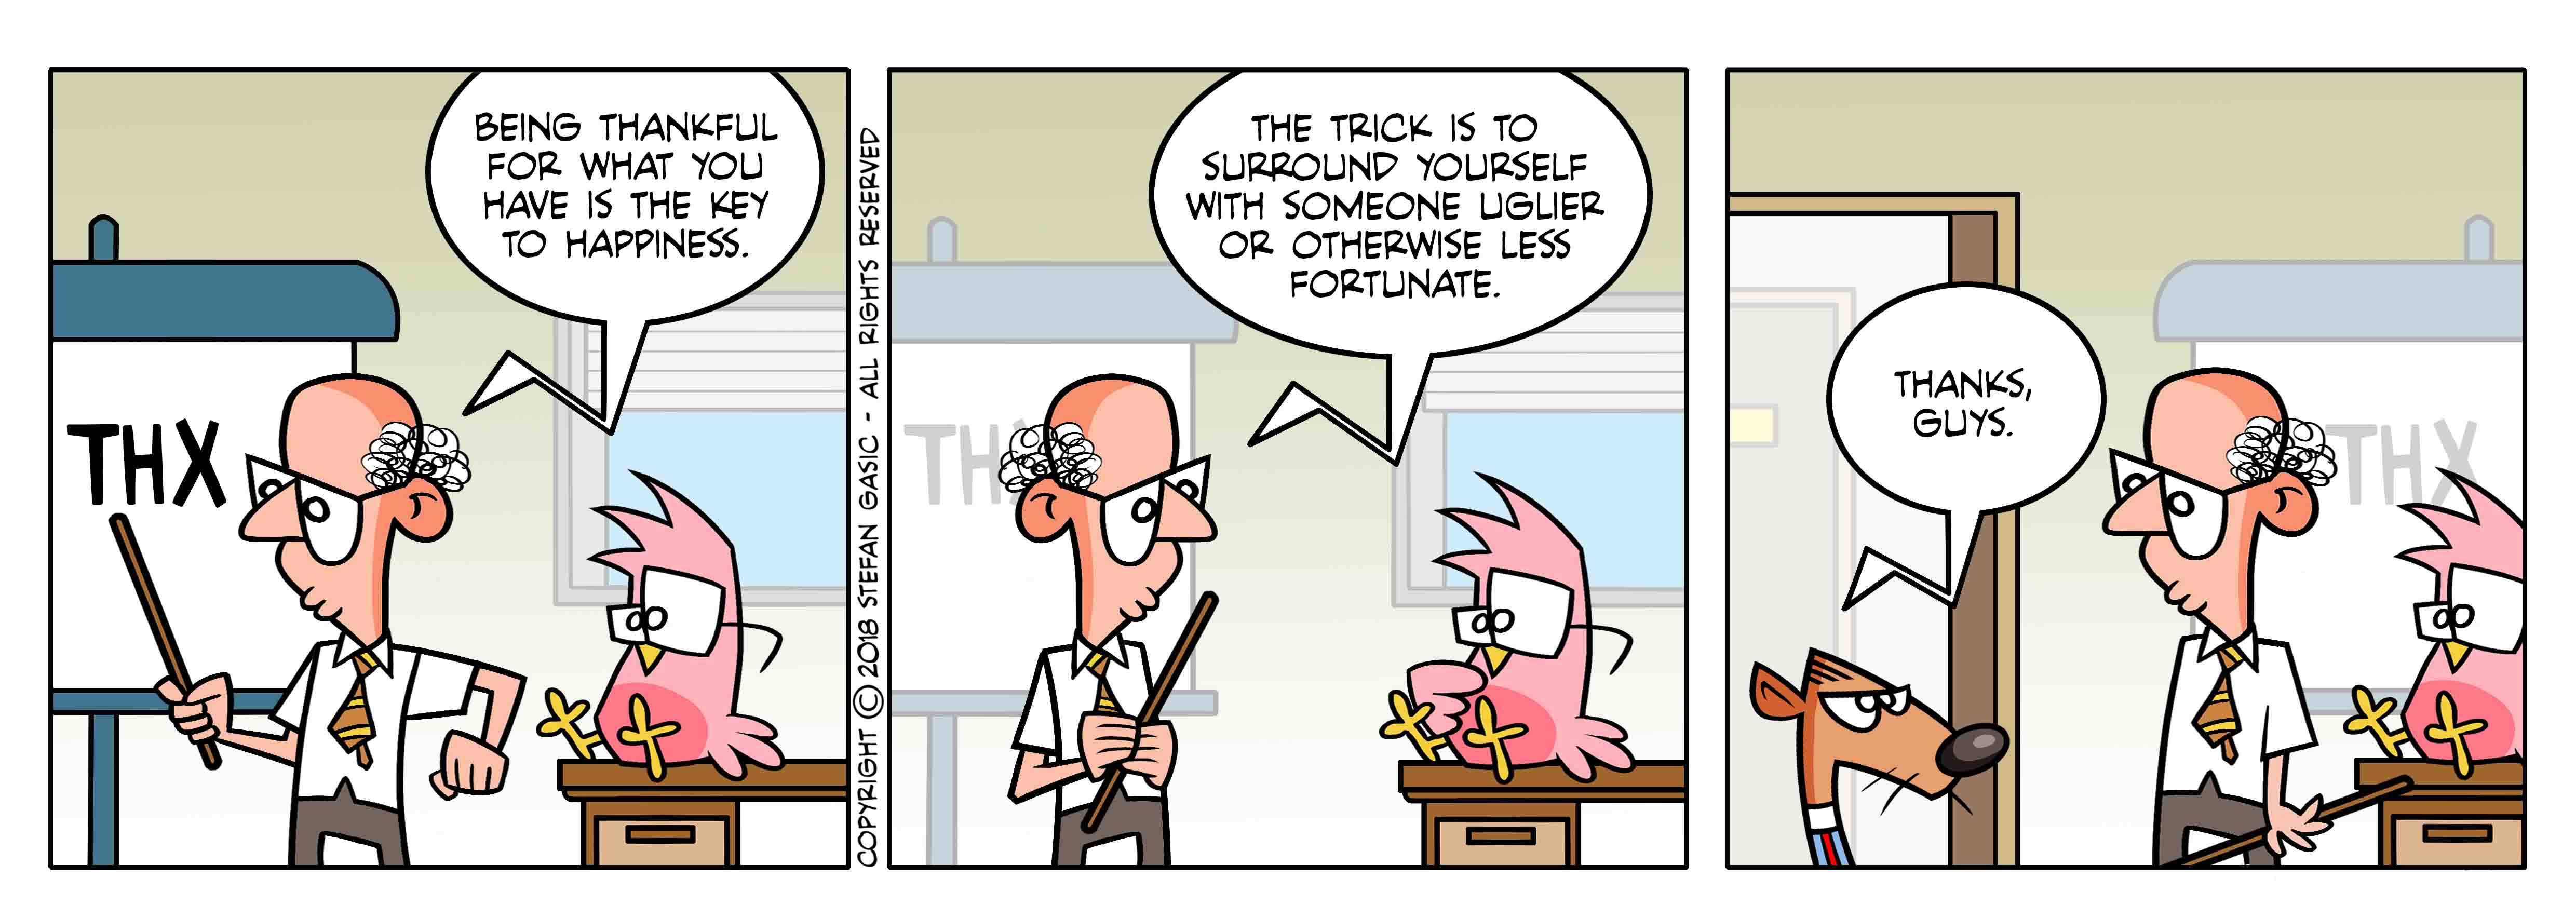 BEING THANKFUL
FOR WHAT YOU
HAVE IS THE KEY
TO HAPPINESS.
THX
COPYRIGHT © 2018 STEFAN GASIC - ALL RIGHTS RESERVED
THE TRICK IS TO
SURROUND YOURSELF
WITH SOMEONE UGLIER
OR OTHERWISE LESS
FORTUNATE.
TH
THANKS,
GUYS.
THX